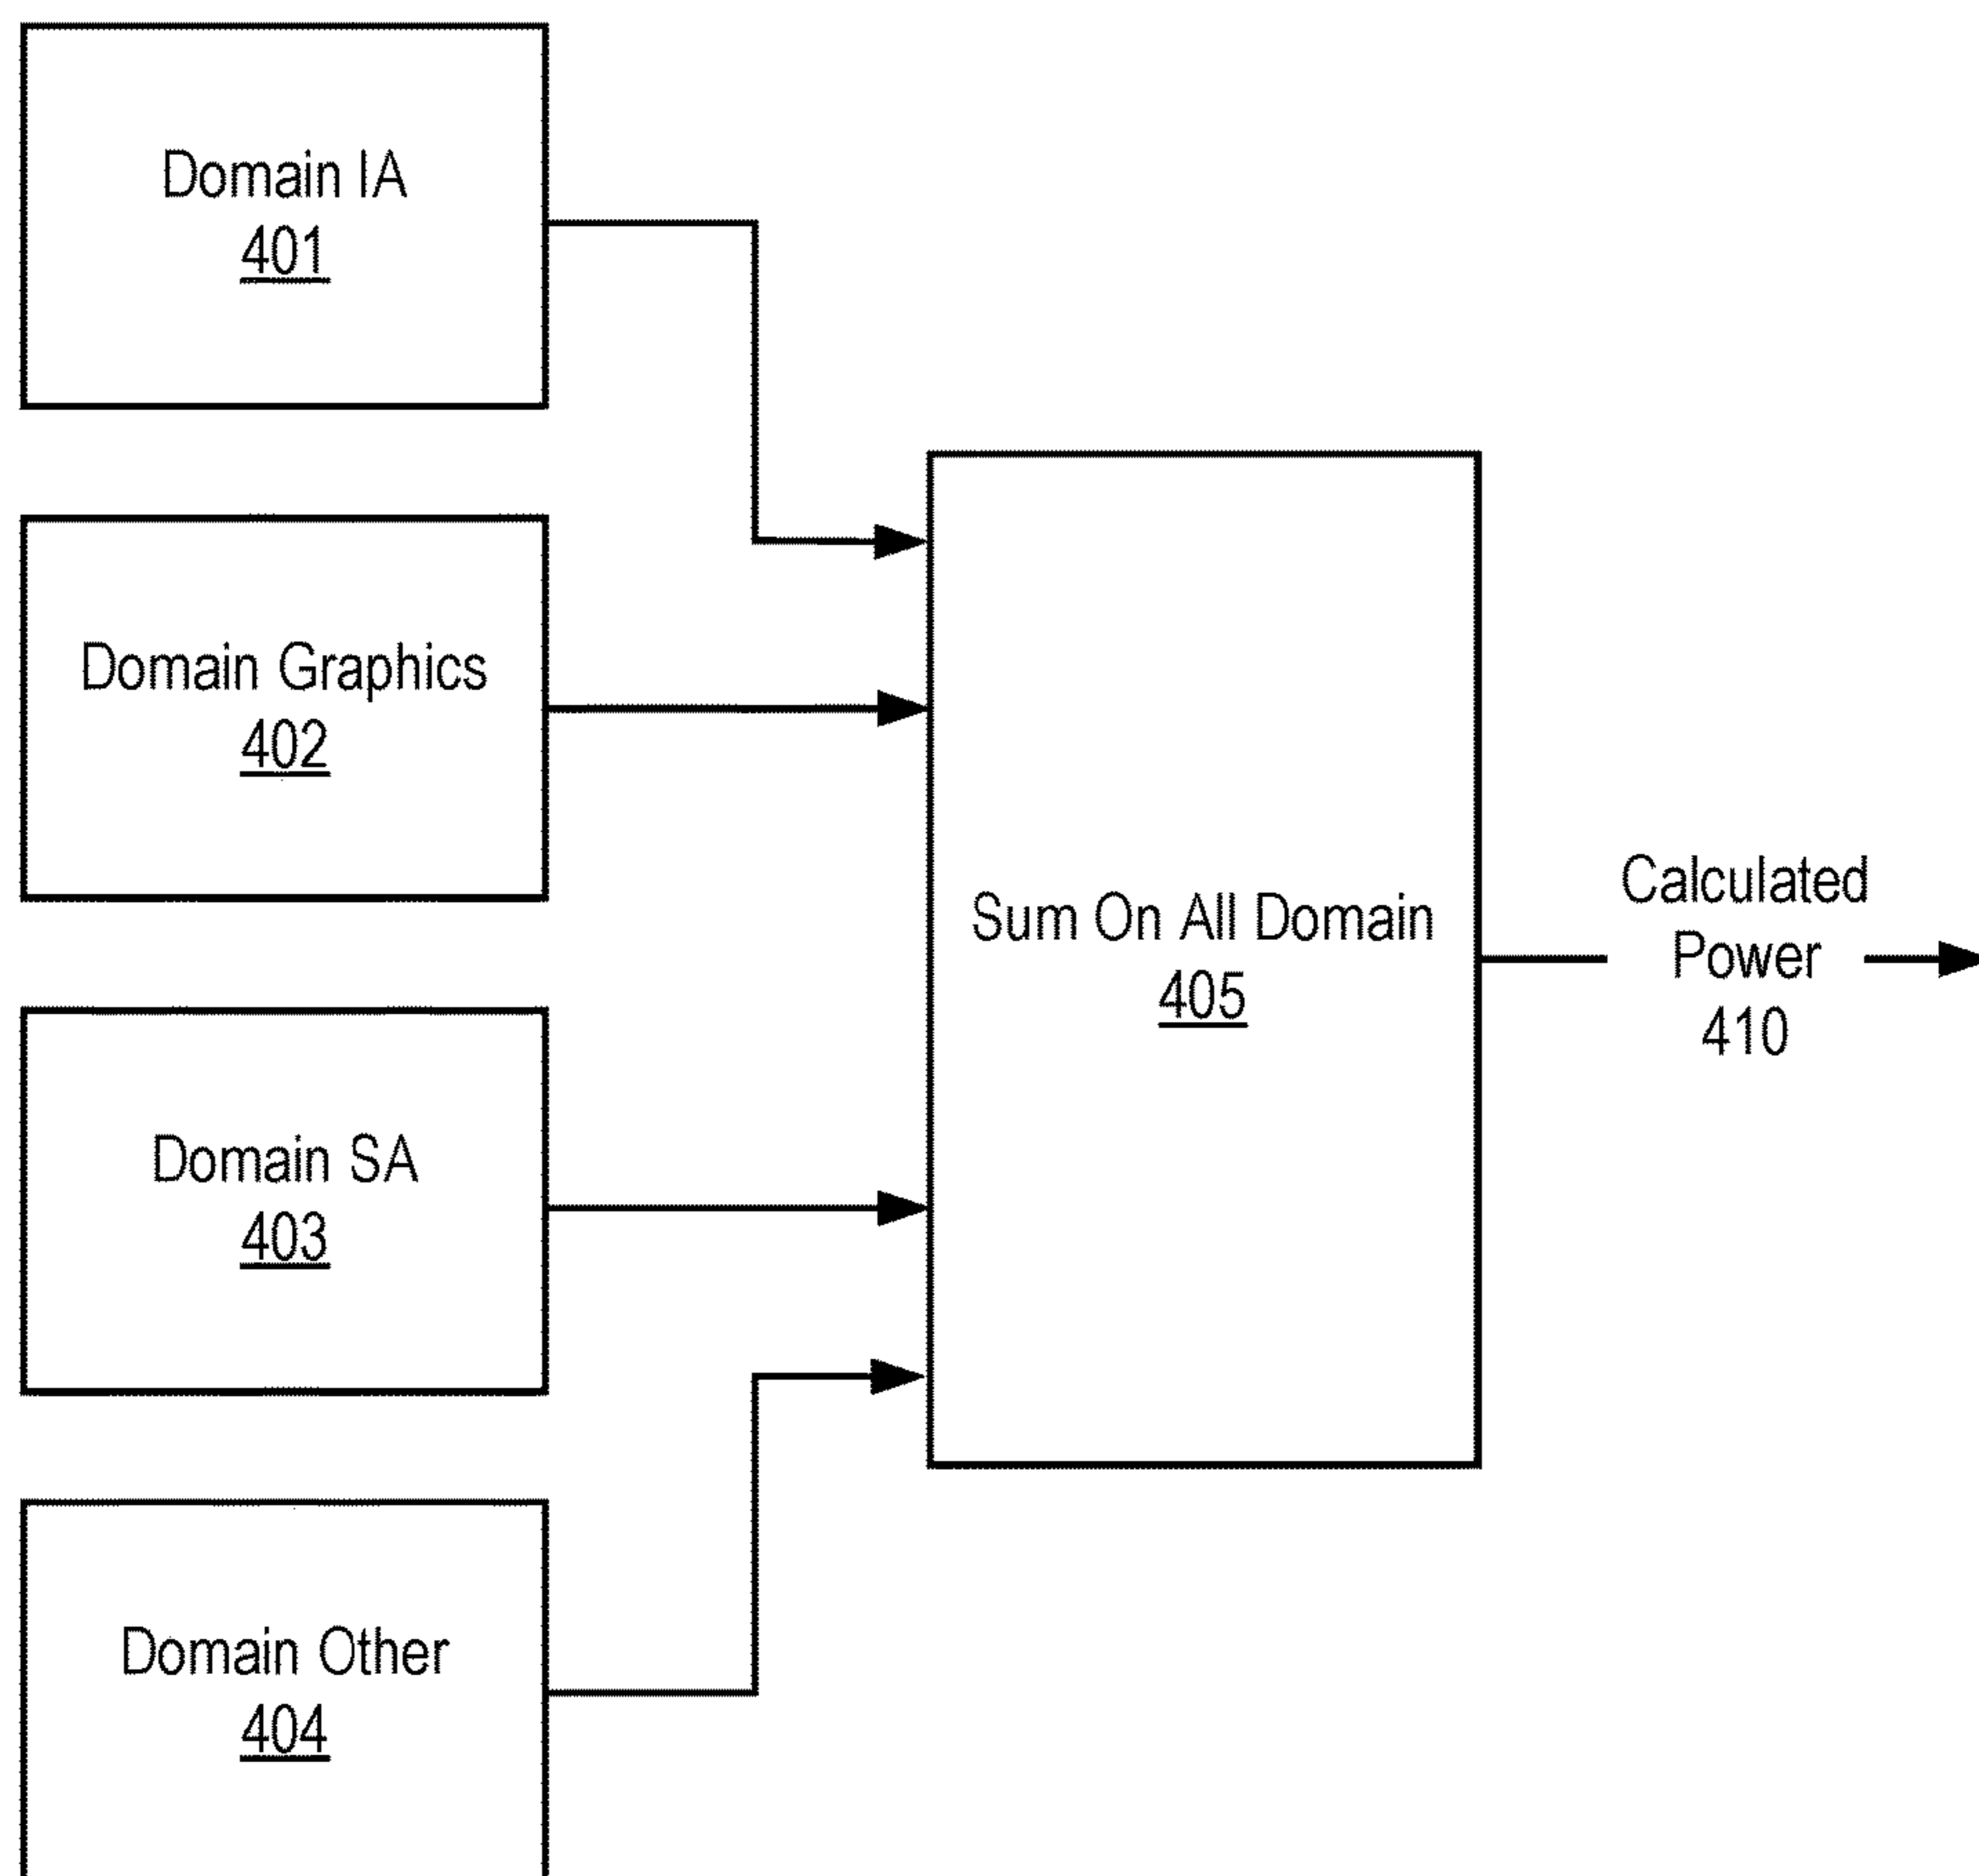 Domain IA
401
Domain Graphics
402
Domain SA
403
Domain Other
404
Sum On All Domain
405
Calculated
Power
410